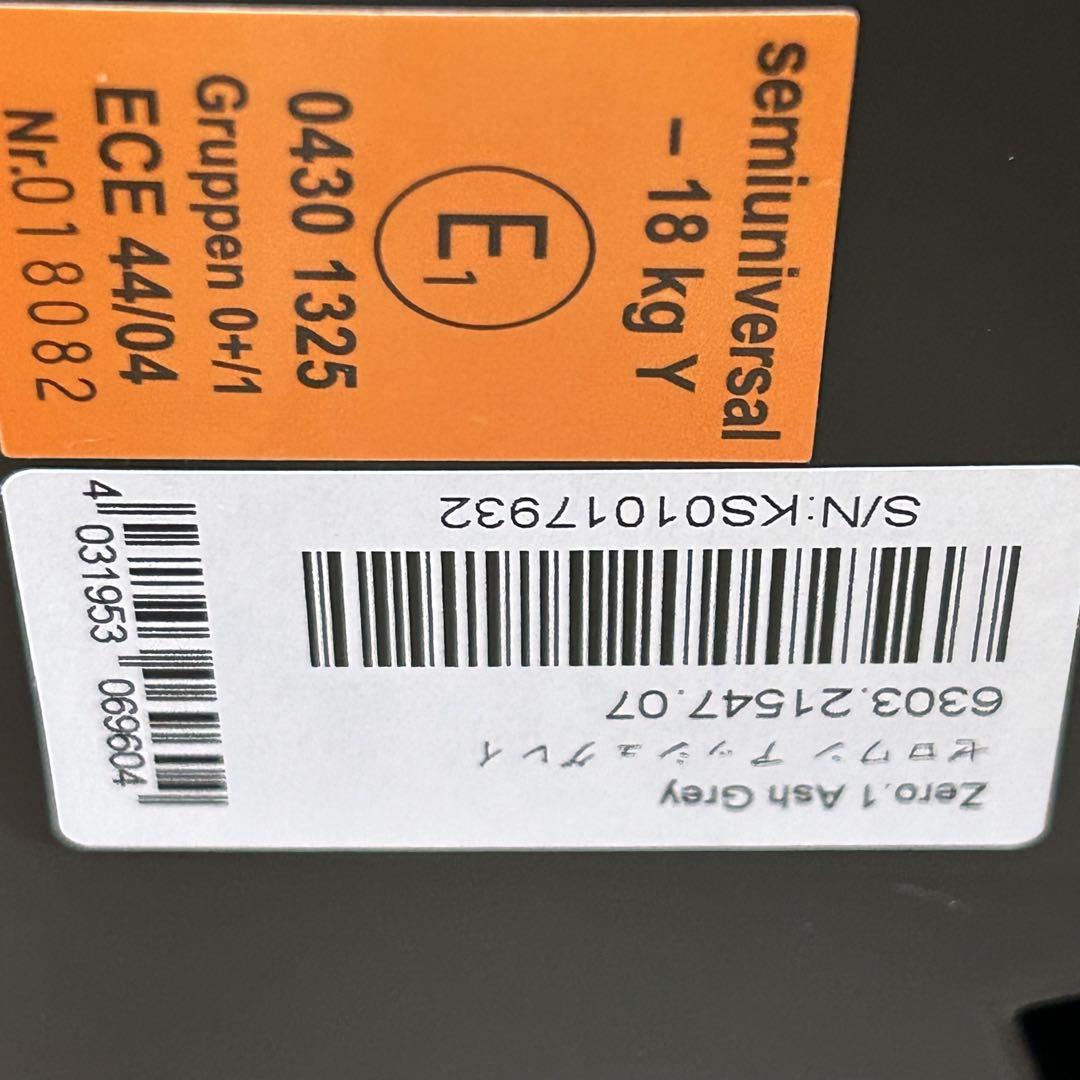 semiuniversal
– 18 kg Y
E1
0430 1325
Gruppen 0+/1
ECE 44/04
Nr.018082
Zero.1 Ash Grey
ゼロワン アッシュグレイ
6303.21547.07
S/N:KS01017932
4 031953 069604